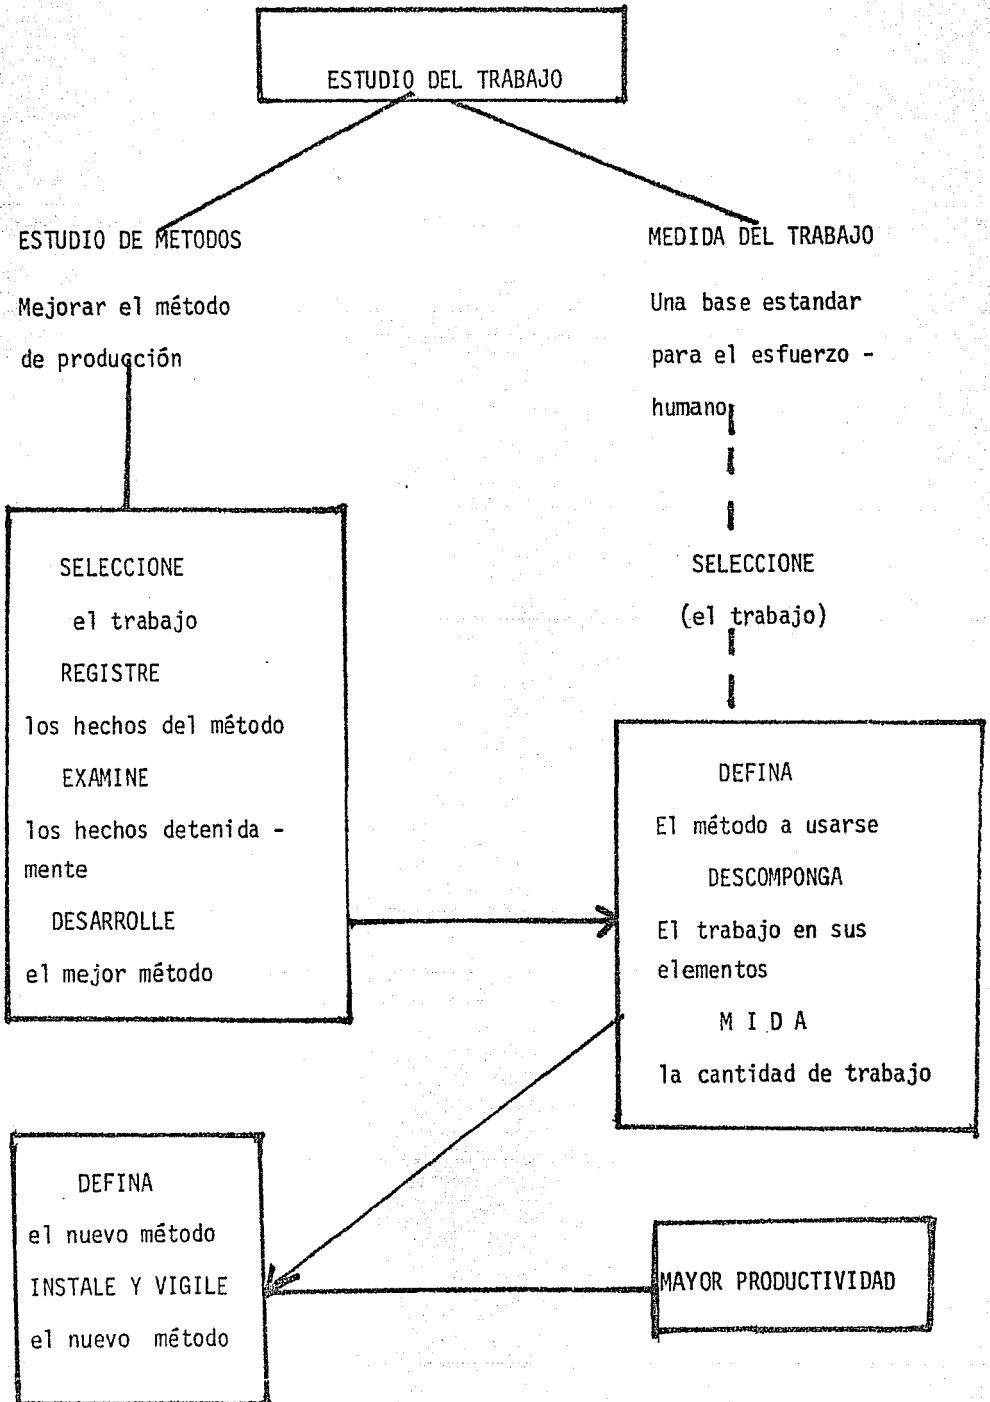 ESTUDIO DEL TRABAJO
ESTUDIO DE METODOS
Mejorar el método
de producción
MEDIDA DEL TRABAJO
Una base estandar
para el esfuerzo -
humano
SELECCIONE
el trabajo
REGISTRE
los hechos del método
EXAMINE
los hechos detenida -
mente
DESARROLLE
el mejor método
SELECCIONE
(el trabajo)
DEFINA
El método a usarse
DESCOMPONGA
El trabajo en sus
elementos
M I D A
la cantidad de trabajo
DEFINA
el nuevo método
INSTALE Y VIGILE
el nuevo método
MAYOR PRODUCTIVIDAD